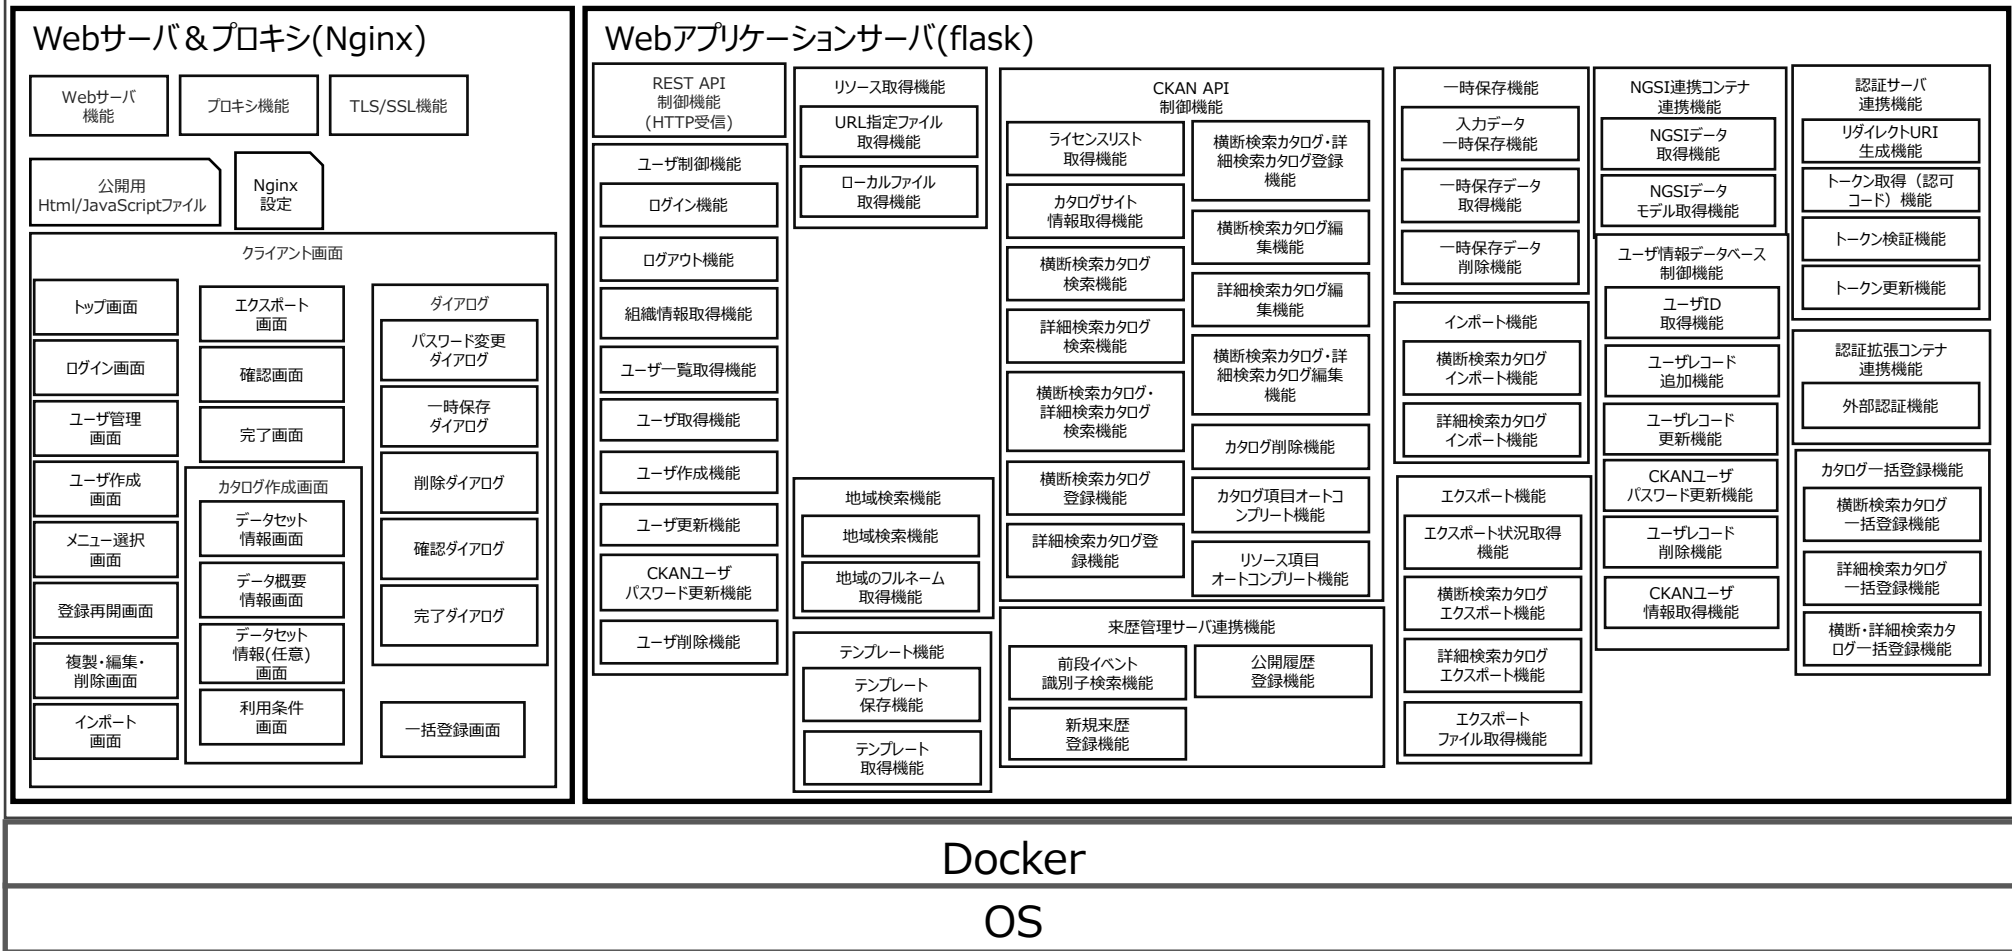 Webサーバ＆プロキシ(Nginx)
Webサーバ
機能
プロキシ機能
TLS/SSL機能
公開用
Html/JavaScriptファイル
Nginx
設定
クライアント画面
トップ画面
ログイン画面
ユーザ管理
画面
ユーザ作成
画面
メニュー選択
画面
登録再開画面
複製・編集・
削除画面
インポート
画面
エクスポート
画面
確認画面
完了画面
カタログ作成画面
データセット
情報画面
データ概要
情報画面
データセット
情報(任意)
画面
利用条件
画面
ダイアログ
パスワード変更
ダイアログ
一時保存
ダイアログ
削除ダイアログ
確認ダイアログ
完了ダイアログ
一括登録画面
Webアプリケーションサーバ(flask)
REST API
制御機能
(HTTP受信)
ユーザ制御機能
ログイン機能
ログアウト機能
組織情報取得機能
ユーザ一覧取得機能
ユーザ取得機能
ユーザ作成機能
ユーザ更新機能
CKANユーザ
パスワード更新機能
ユーザ削除機能
リソース取得機能
URL指定ファイル
取得機能
ローカルファイル
取得機能
地域検索機能
地域検索機能
地域のフルネーム
取得機能
テンプレート機能
テンプレート
保存機能
テンプレート
取得機能
CKAN API
制御機能
ライセンスリスト
取得機能
カタログサイト
情報取得機能
横断検索カタログ
検索機能
詳細検索カタログ
検索機能
横断検索カタログ・
詳細検索カタログ
検索機能
横断検索カタログ
登録機能
詳細検索カタログ登
録機能
横断検索カタログ・詳
細検索カタログ登録
機能
横断検索カタログ編
集機能
詳細検索カタログ編
集機能
横断検索カタログ・詳
細検索カタログ編集
機能
カタログ削除機能
カタログ項目オートコ
ンプリート機能
リソース項目
オートコンプリート機能
来歴管理サーバ連携機能
前段イベント
識別子検索機能
公開履歴
登録機能
新規来歴
登録機能
一時保存機能
入力データ
一時保存機能
一時保存データ
取得機能
一時保存データ
削除機能
インポート機能
横断検索カタログ
インポート機能
詳細検索カタログ
インポート機能
エクスポート機能
エクスポート状況取得
機能
横断検索カタログ
エクスポート機能
詳細検索カタログ
エクスポート機能
エクスポート
ファイル取得機能
NGSI連携コンテナ
連携機能
NGSIデータ
取得機能
NGSIデータ
モデル取得機能
ユーザ情報データベース
制御機能
ユーザID
取得機能
ユーザレコード
追加機能
ユーザレコード
更新機能
CKANユーザ
パスワード更新機能
ユーザレコード
削除機能
CKANユーザ
情報取得機能
認証サーバ
連携機能
リダイレクトURI
生成機能
トークン取得（認可
コード）機能
トークン検証機能
トークン更新機能
認証拡張コンテナ
連携機能
外部認証機能
カタログ一括登録機能
横断検索カタログ
一括登録機能
詳細検索カタログ
一括登録機能
横断・詳細検索カタ
ログ一括登録機能
Docker
OS